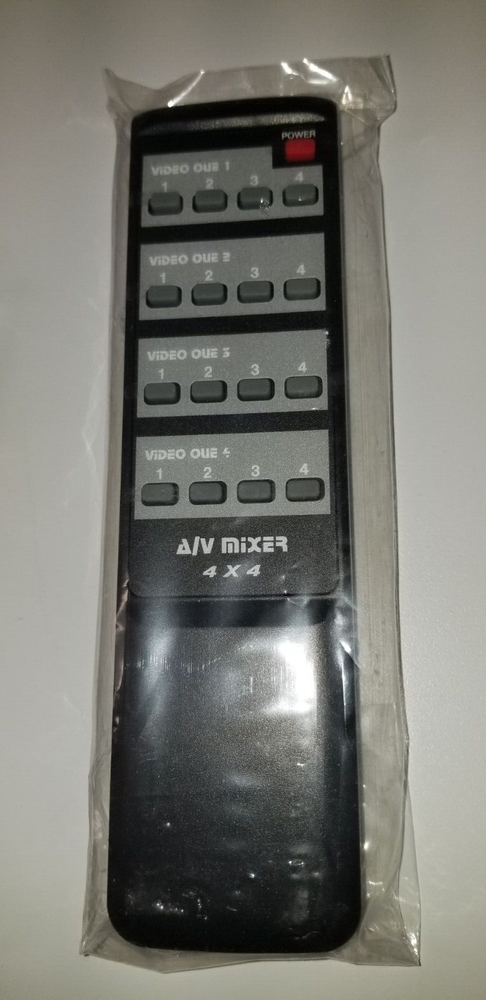 POWER
VIDEO OUE 1
1 2 3 4
VIDEO OUE 2
1 2 3 4
VIDEO OUE 3
1 2 3 4
VIDEO OUE 4
1 2 3 4
A/V MIXER
4 X 4